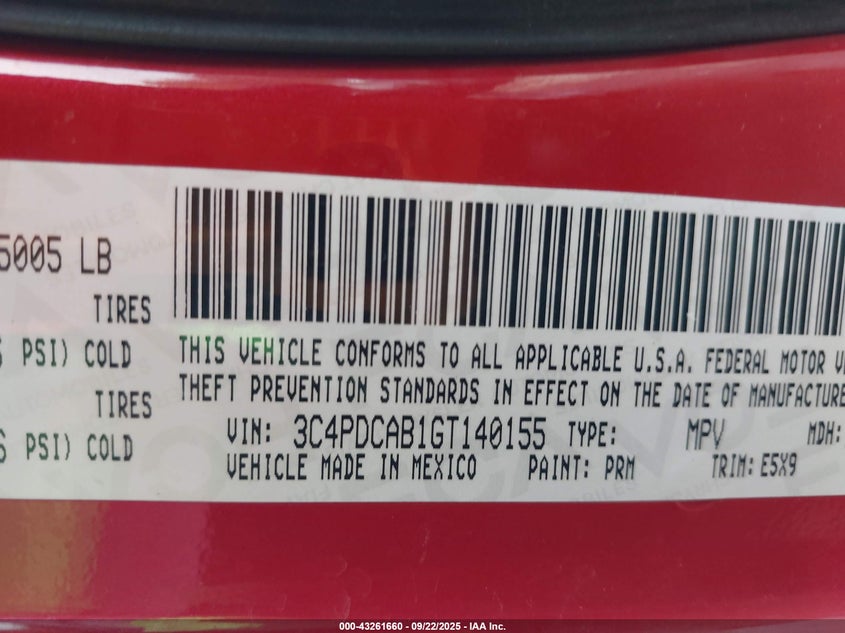 5005 LB
TIRES
PSI) COLD
TIRES
PSI) COLD
THIS VEHICLE CONFORMS TO ALL APPLICABLE U.S.A. FEDERAL MOTOR
THEFT PREVENTION STANDARDS IN EFFECT ON THE DATE OF MANUFACTURE
VIN: 3C4PDCAB1GT140155 TYPE: MPV MDH:
VEHICLE MADE IN MEXICO PAINT: PRM TRIM: E5X9
000-43261660 - 09/22/2025 - IAA Inc.